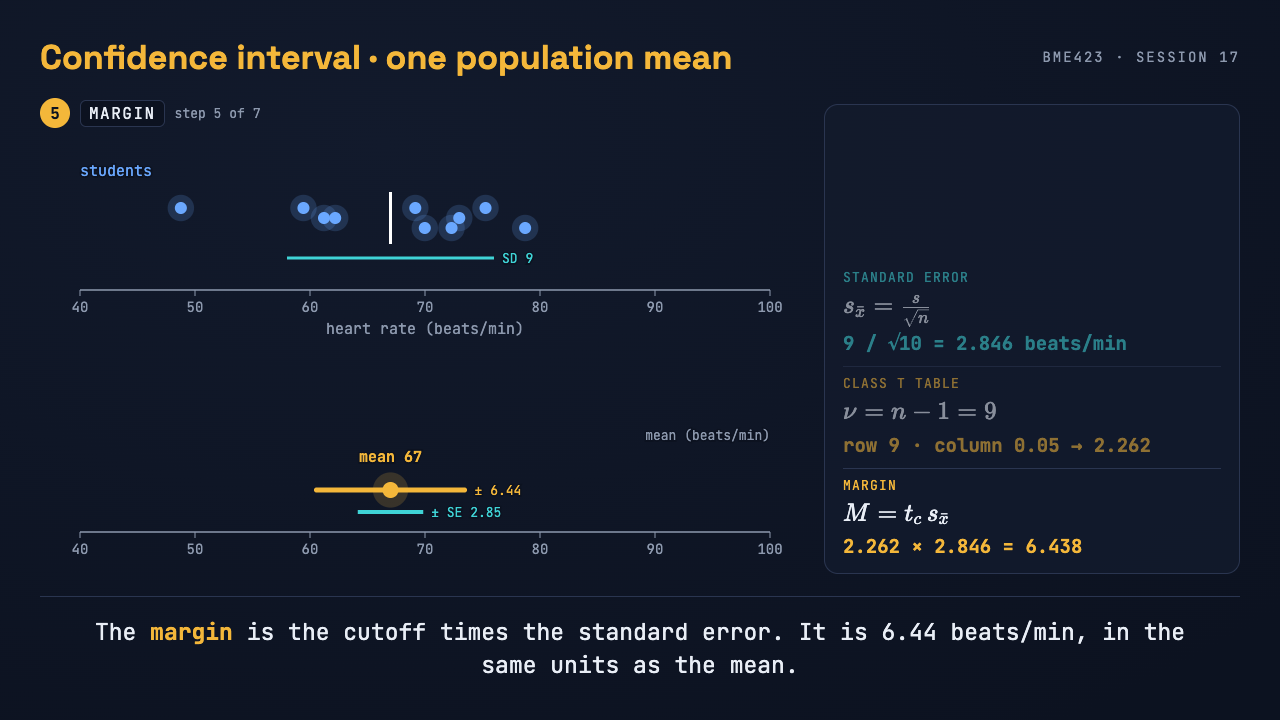 Confidence interval · one population mean
BME423 · SESSION 17
5 MARGIN step 5 of 7
students
SD 9
40 50 60 70 80 90 100
heart rate (beats/min)
mean (beats/min)
mean 67
± 6.44
± SE 2.85
40 50 60 70 80 90 100
STANDARD ERROR
s_x̄ = s/√n
9 / √10 = 2.846 beats/min
CLASS T TABLE
ν = n − 1 = 9
row 9 · column 0.05 → 2.262
MARGIN
M = t_c s_x̄
2.262 × 2.846 = 6.438
The margin is the cutoff times the standard error. It is 6.44 beats/min, in the
same units as the mean.